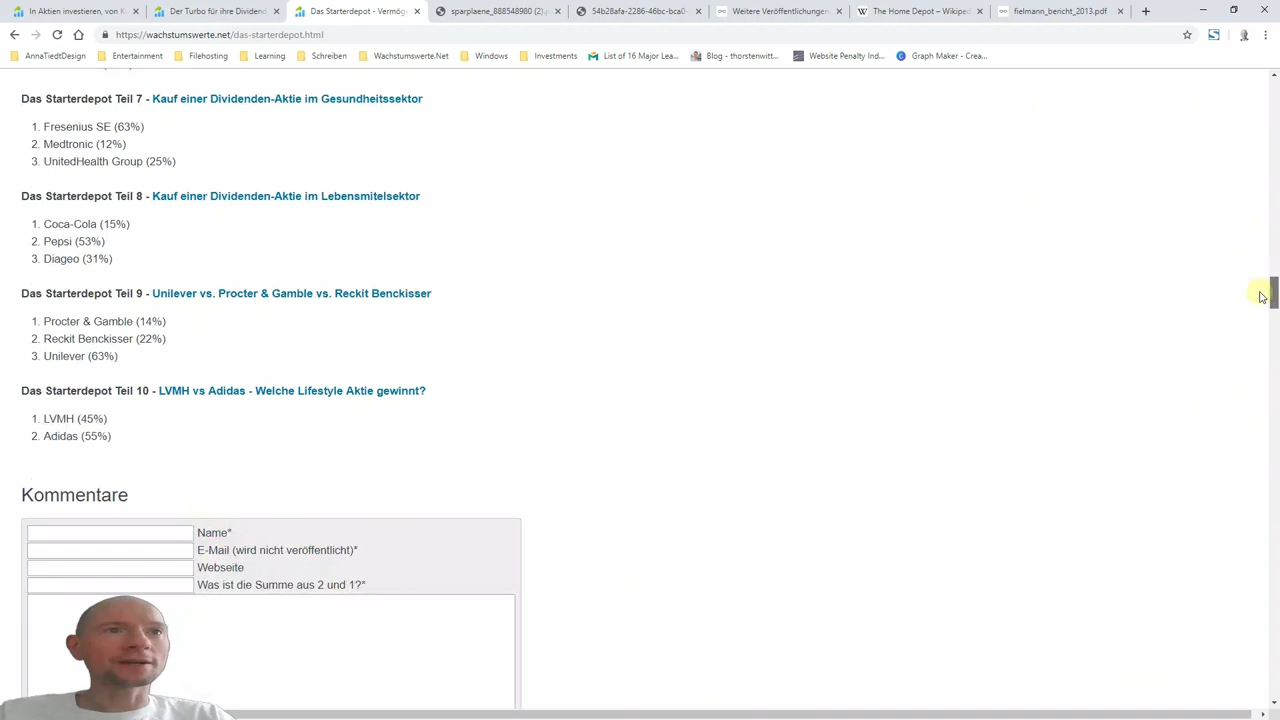 In Aktien investieren, von K
Der Turbo für ihre Dividend
Das Starterdepot - Vermög
sparplaene_888548980 (2).p
54b28afa-2286-46bc-bca0-
Weitere Veröffentlichungen
The Home Depot – Wikiped
fielmann_bericht_2013.pdf
https://wachstumswerte.net/das-starterdepot.html
AnnaTiedtDesign
Entertainment
Filehosting
Learning
Schreiben
Wachstumswerte.Net
Windows
Investments
List of 16 Major Lea...
Blog - thorstenwitt...
Website Penalty Ind...
Graph Maker - Crea...
Das Starterdepot Teil 7 - Kauf einer Dividenden-Aktie im Gesundheitssektor
1. Fresenius SE (63%)
2. Medtronic (12%)
3. UnitedHealth Group (25%)
Das Starterdepot Teil 8 - Kauf einer Dividenden-Aktie im Lebensmitelsektor
1. Coca-Cola (15%)
2. Pepsi (53%)
3. Diageo (31%)
Das Starterdepot Teil 9 - Unilever vs. Procter & Gamble vs. Reckit Benckisser
1. Procter & Gamble (14%)
2. Reckit Benckisser (22%)
3. Unilever (63%)
Das Starterdepot Teil 10 - LVMH vs Adidas - Welche Lifestyle Aktie gewinnt?
1. LVMH (45%)
2. Adidas (55%)
Kommentare
Name*
E-Mail (wird nicht veröffentlicht)*
Webseite
Was ist die Summe aus 2 und 1?*